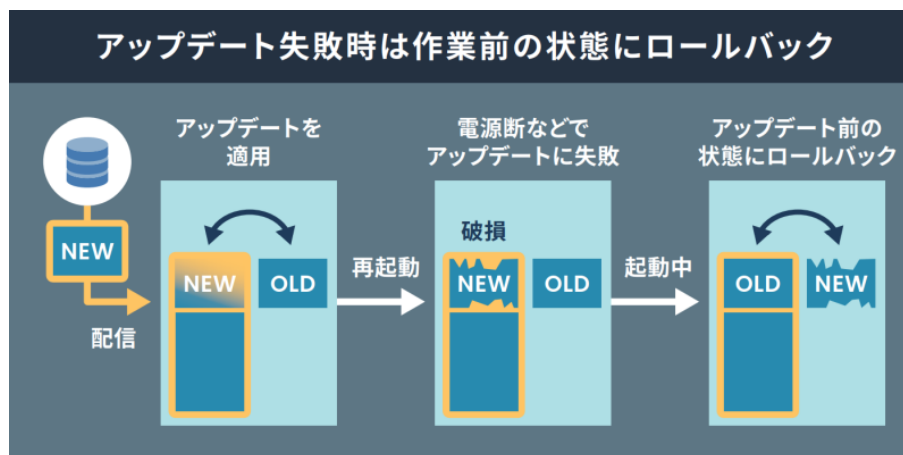 アップデート失敗時は作業前の状態にロールバック
アップデートを
適用
電源断などで
アップデートに失敗
アップデート前の
状態にロールバック
NEW
配信
NEW
OLD
再起動
破損
NEW
OLD
起動中
OLD
NEW